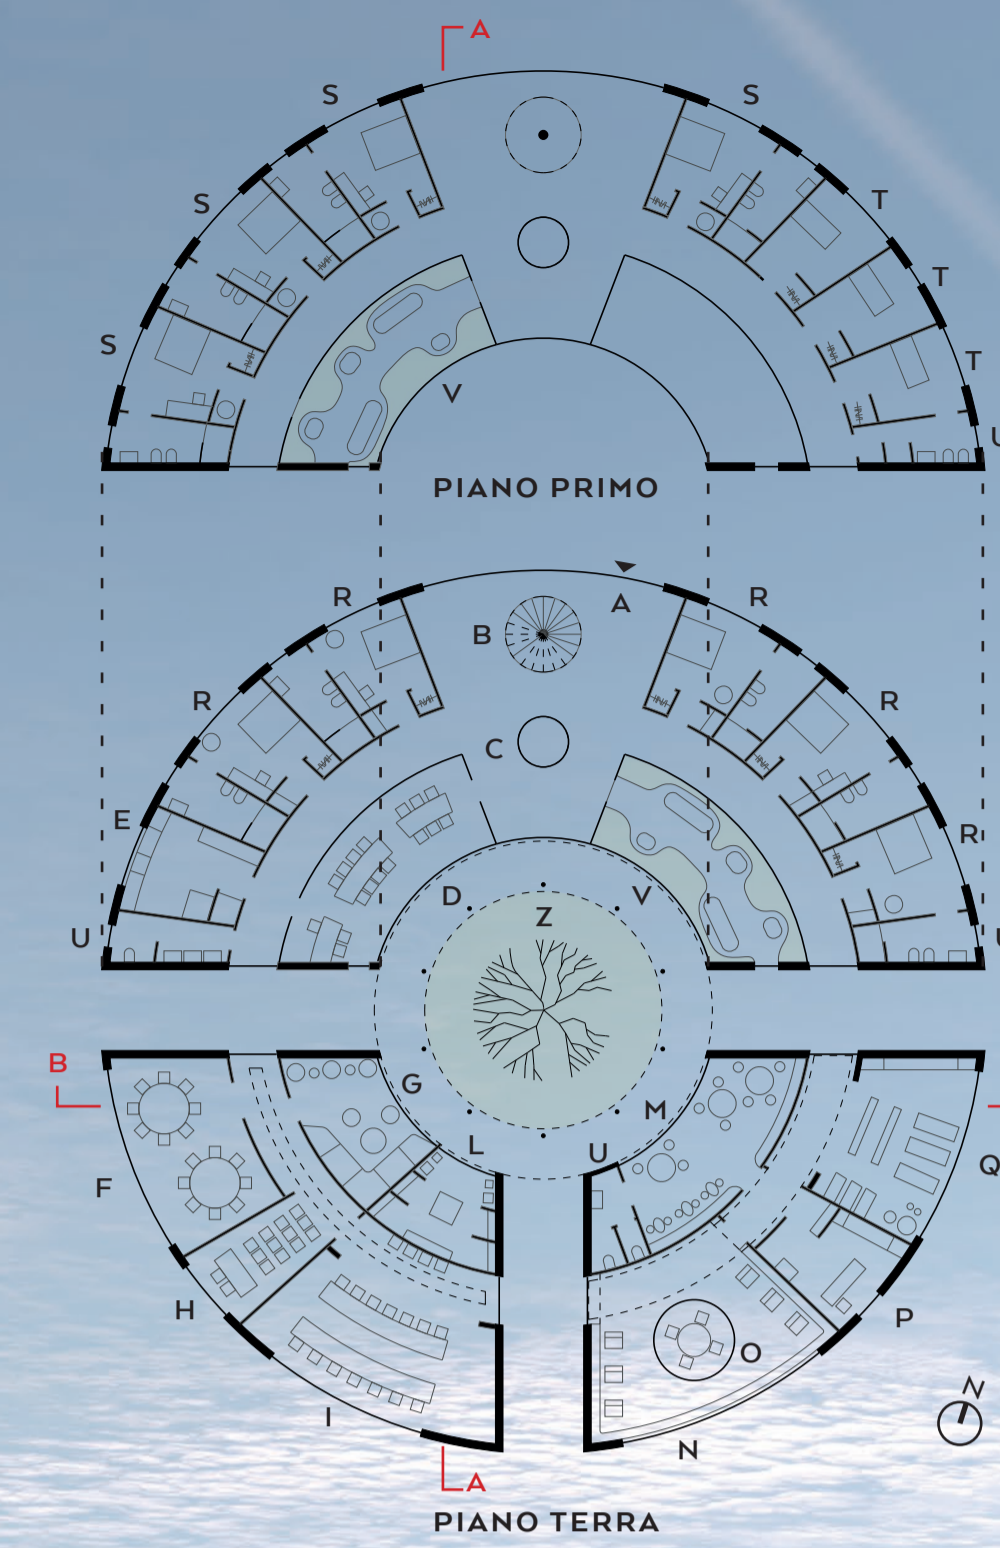 A
S S
S T
T
S T
V U
PIANO PRIMO
R A R
B
R R
C
E R
D V
Z
U U
B
G
M
L U
F Q
H P
O
I N
N
A
PIANO TERRA